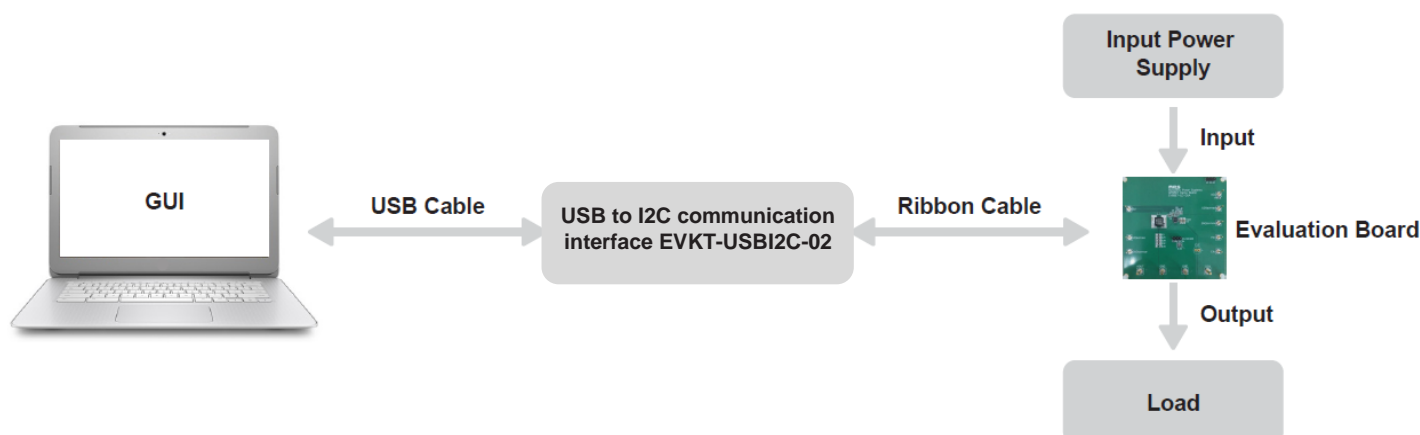 Input Power
Supply
Input
GUI
USB Cable
USB to I2C communication
interface EVKT-USBI2C-02
Ribbon Cable
Evaluation Board
Output
Load